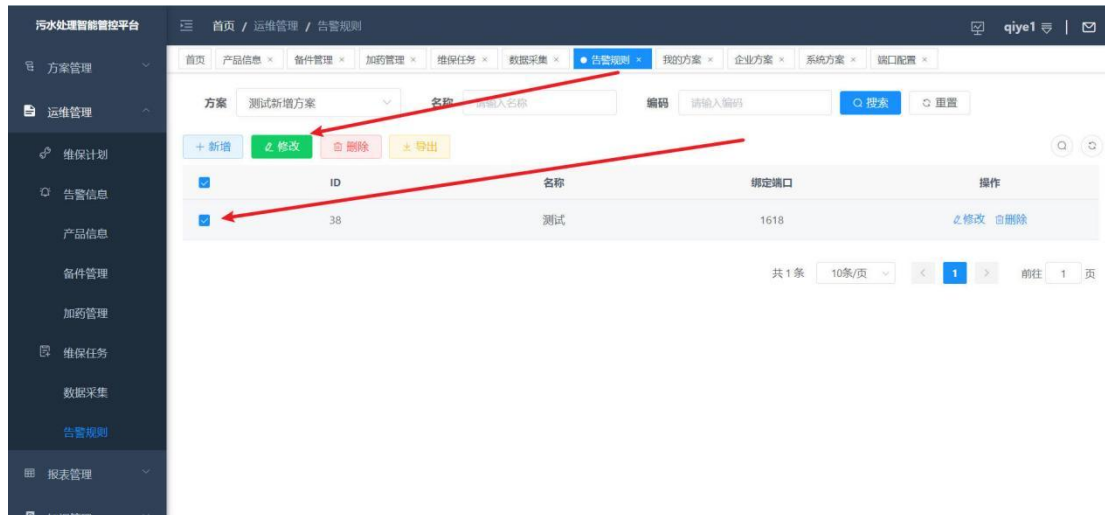 污水处理智能管控平台
首页 / 运维管理 / 告警规则
qiye1
方案管理
运维管理
维保计划
告警信息
产品信息
备件管理
加药管理
维保任务
数据采集
告警规则
报表管理
首页 产品信息 × 备件管理 × 加药管理 × 维保任务 × 数据采集 × 告警规则 × 我的方案 × 企业方案 × 系统方案 × 端口配置 ×
方案 测试新增方案 名称 请输入名称 编码 请输入编码 搜索 重置
+ 新增 修改 删除 导出
ID 名称 绑定端口 操作
38 测试 1618 修改 删除
共 1 条 10条/页 < 1 > 前往 1 页